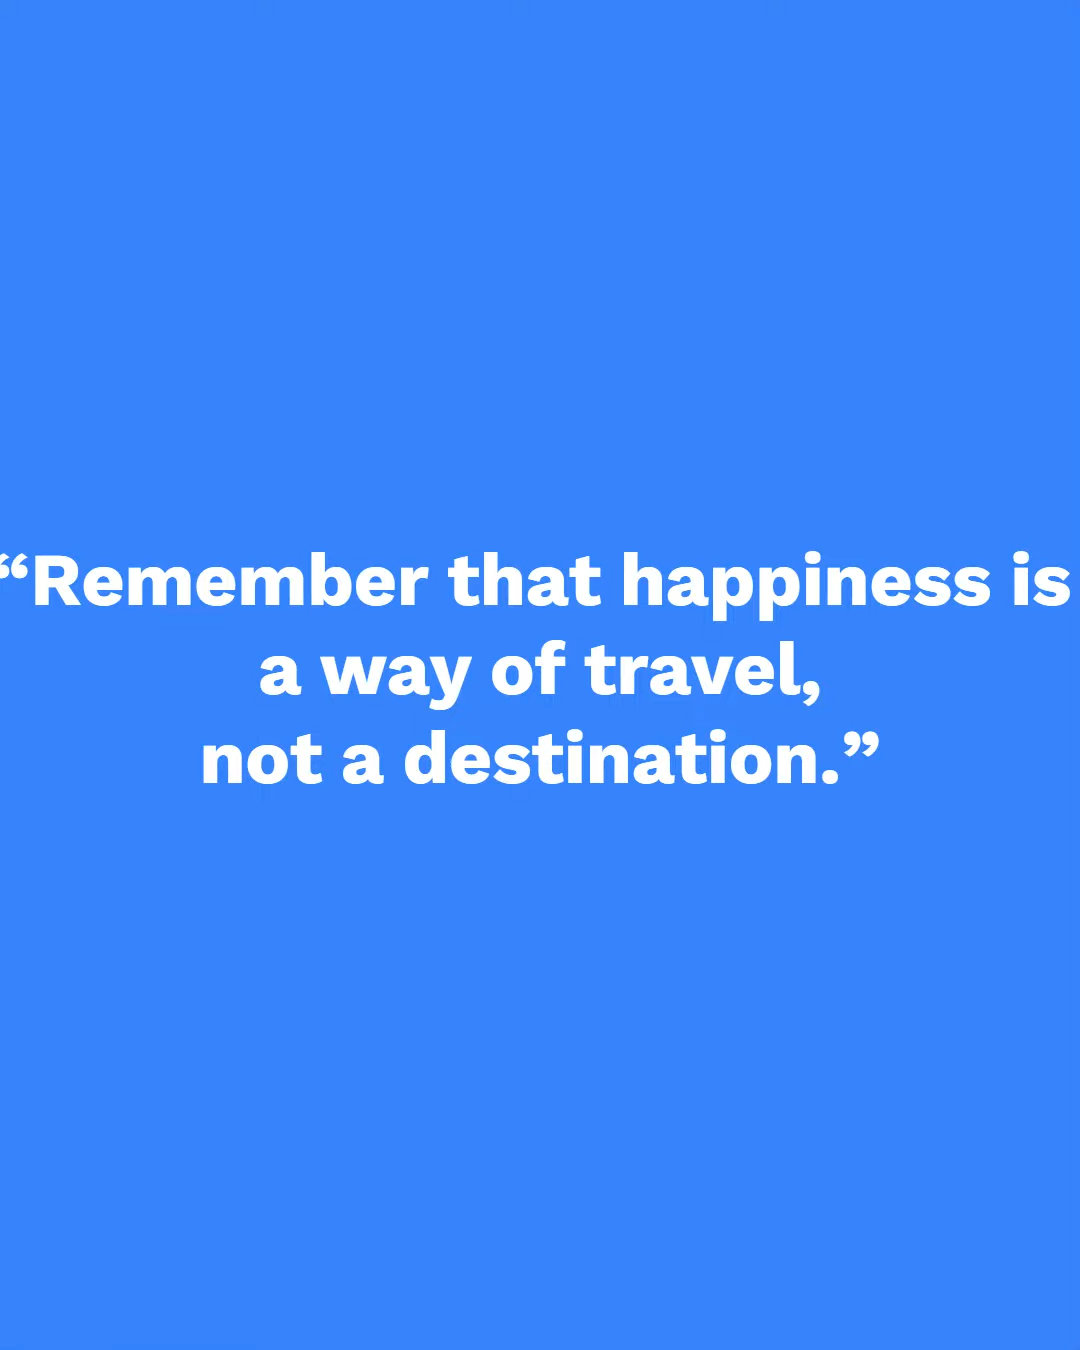 “Remember that happiness is
a way of travel,
not a destination.”